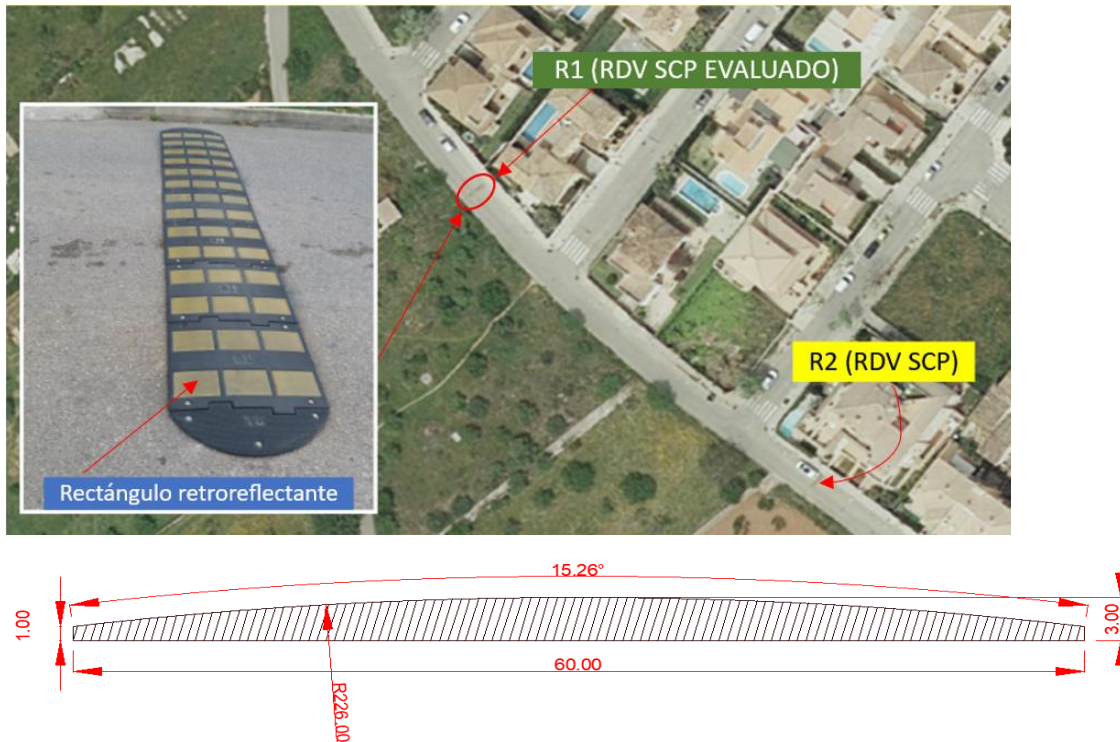 R1 (RDV SCP EVALUADO)
R2 (RDV SCP)
Rectángulo retroreflectante
15.26°
1.00
3.00
60.00
R226.00